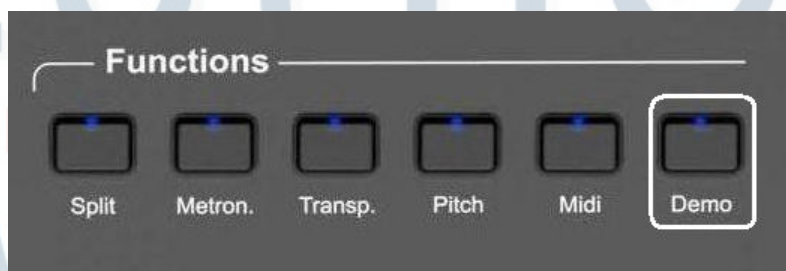 Functions
Split Metron. Transp. Pitch Midi Demo